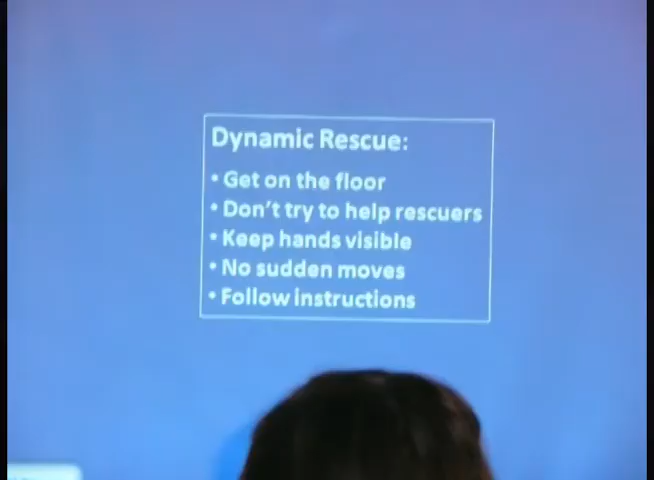 Dynamic Rescue:
• Get on the floor
• Don't try to help rescuers
• Keep hands visible
• No sudden moves
• Follow instructions